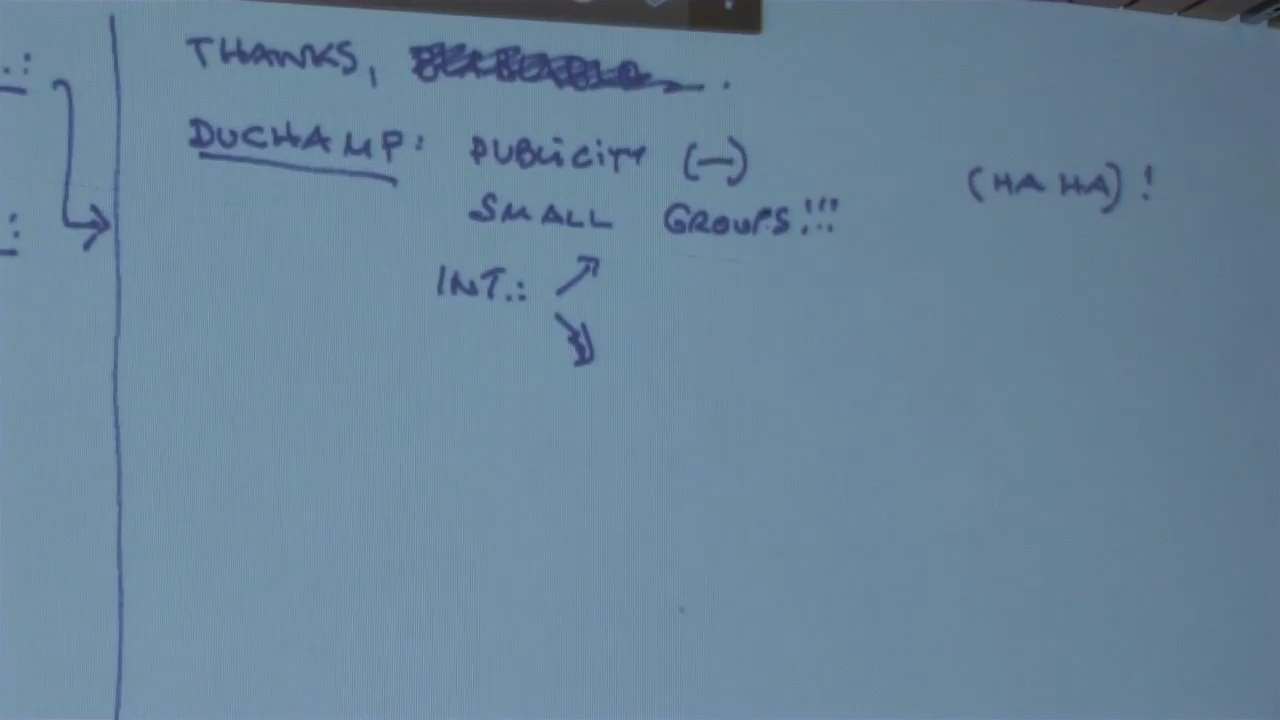 THANKS,
DUCHAMP: PUBLICITY (—)
SMALL GROUPS!!! (HA HA)!
INT.: ↗
↘